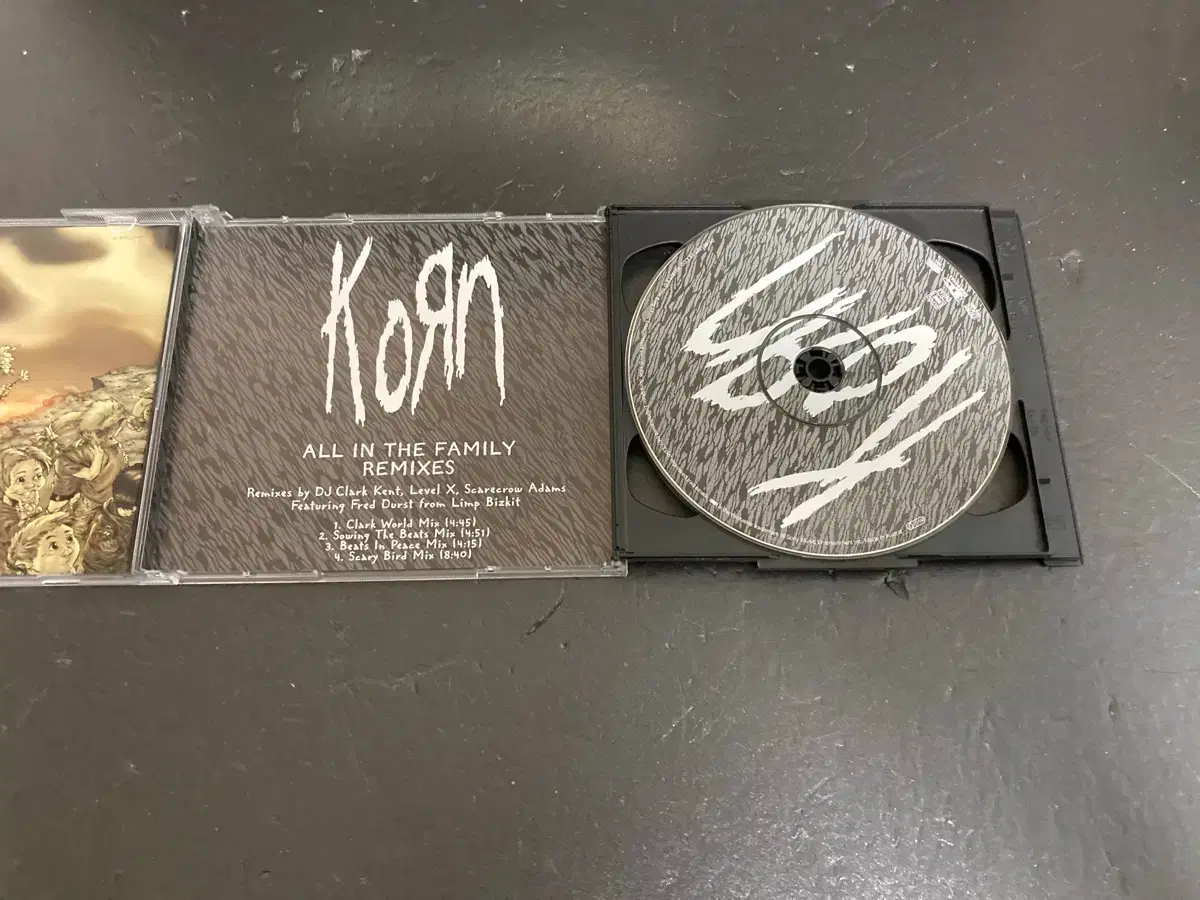 KoЯn
ALL IN THE FAMILY
REMIXES
Remixes by DJ Clark Kent, Level X, Scarecrow Adams
Featuring Fred Durst from Limp Bizkit
1. Clark World Mix (4:45)
2. Sowing The Beats Mix (4:51)
3. Beats In Peace Mix (4:15)
4. Scary Bird Mix (8:40)
KoЯn